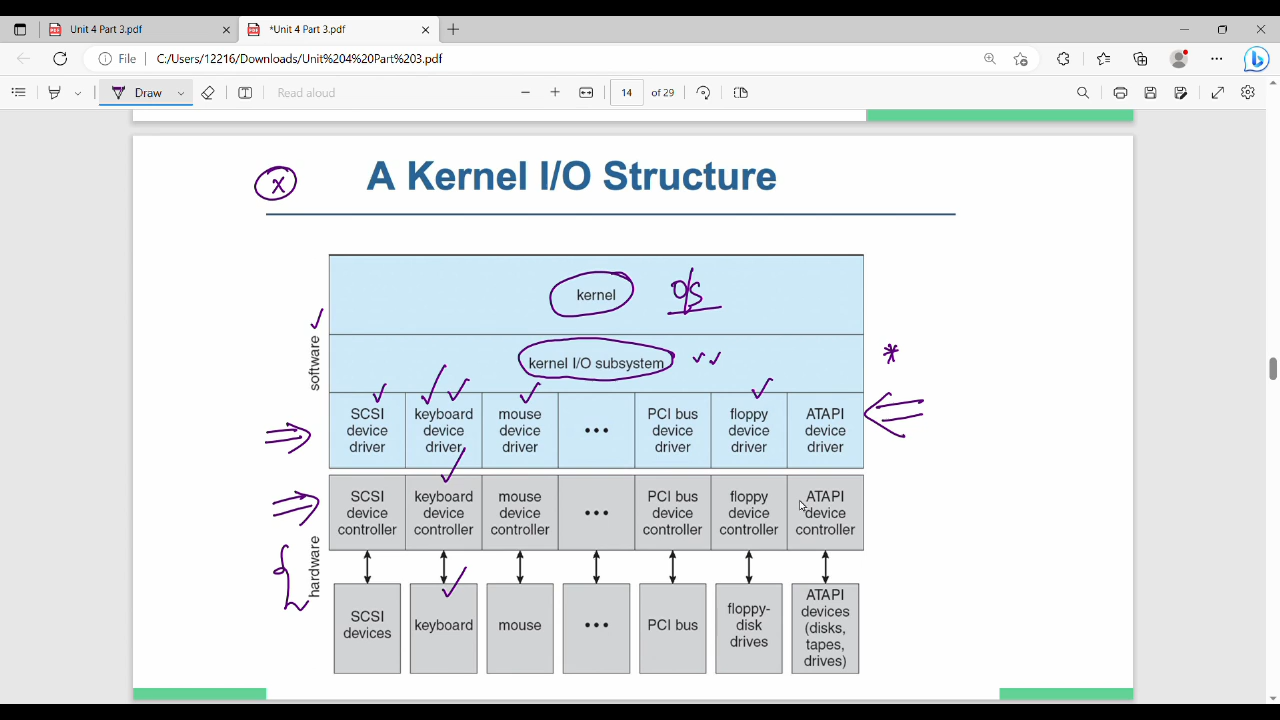 Unit 4 Part 3.pdf
*Unit 4 Part 3.pdf
File
C:/Users/12216/Downloads/Unit%204%20Part%203.pdf
Draw
Read aloud
14
of 29
x
A Kernel I/O Structure
software
kernel
O/S
kernel I/O subsystem
*
SCSI device driver
keyboard device driver
mouse device driver
•••
PCI bus device driver
floppy device driver
ATAPI device driver
hardware
SCSI device controller
keyboard device controller
mouse device controller
•••
PCI bus device controller
floppy device controller
ATAPI device controller
SCSI devices
keyboard
mouse
•••
PCI bus
floppy-disk drives
ATAPI devices (disks, tapes, drives)